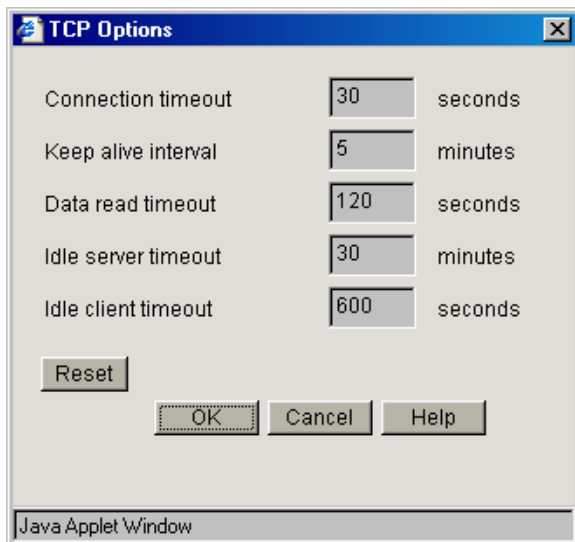 TCP Options
Connection timeout 30 seconds
Keep alive interval 5 minutes
Data read timeout 120 seconds
Idle server timeout 30 minutes
Idle client timeout 600 seconds
Reset
OK Cancel Help
Java Applet Window